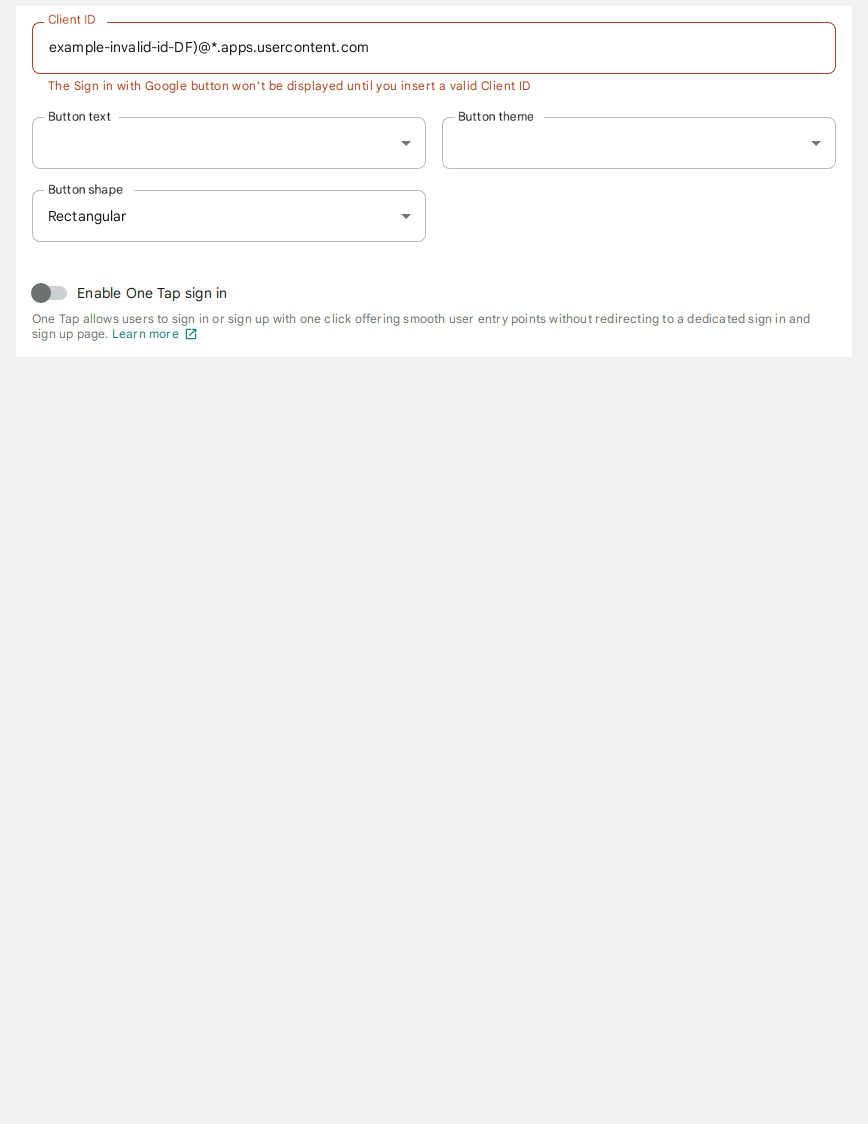 Client ID
example-invalid-id-DF)@*.apps.usercontent.com
The Sign in with Google button won’t be displayed until you insert a valid Client ID
Button text
Button theme
Button shape
Rectangular
Enable One Tap sign in
One Tap allows users to sign in or sign up with one click offering smooth user entry points without redirecting to a dedicated sign in and
sign up page. Learn more